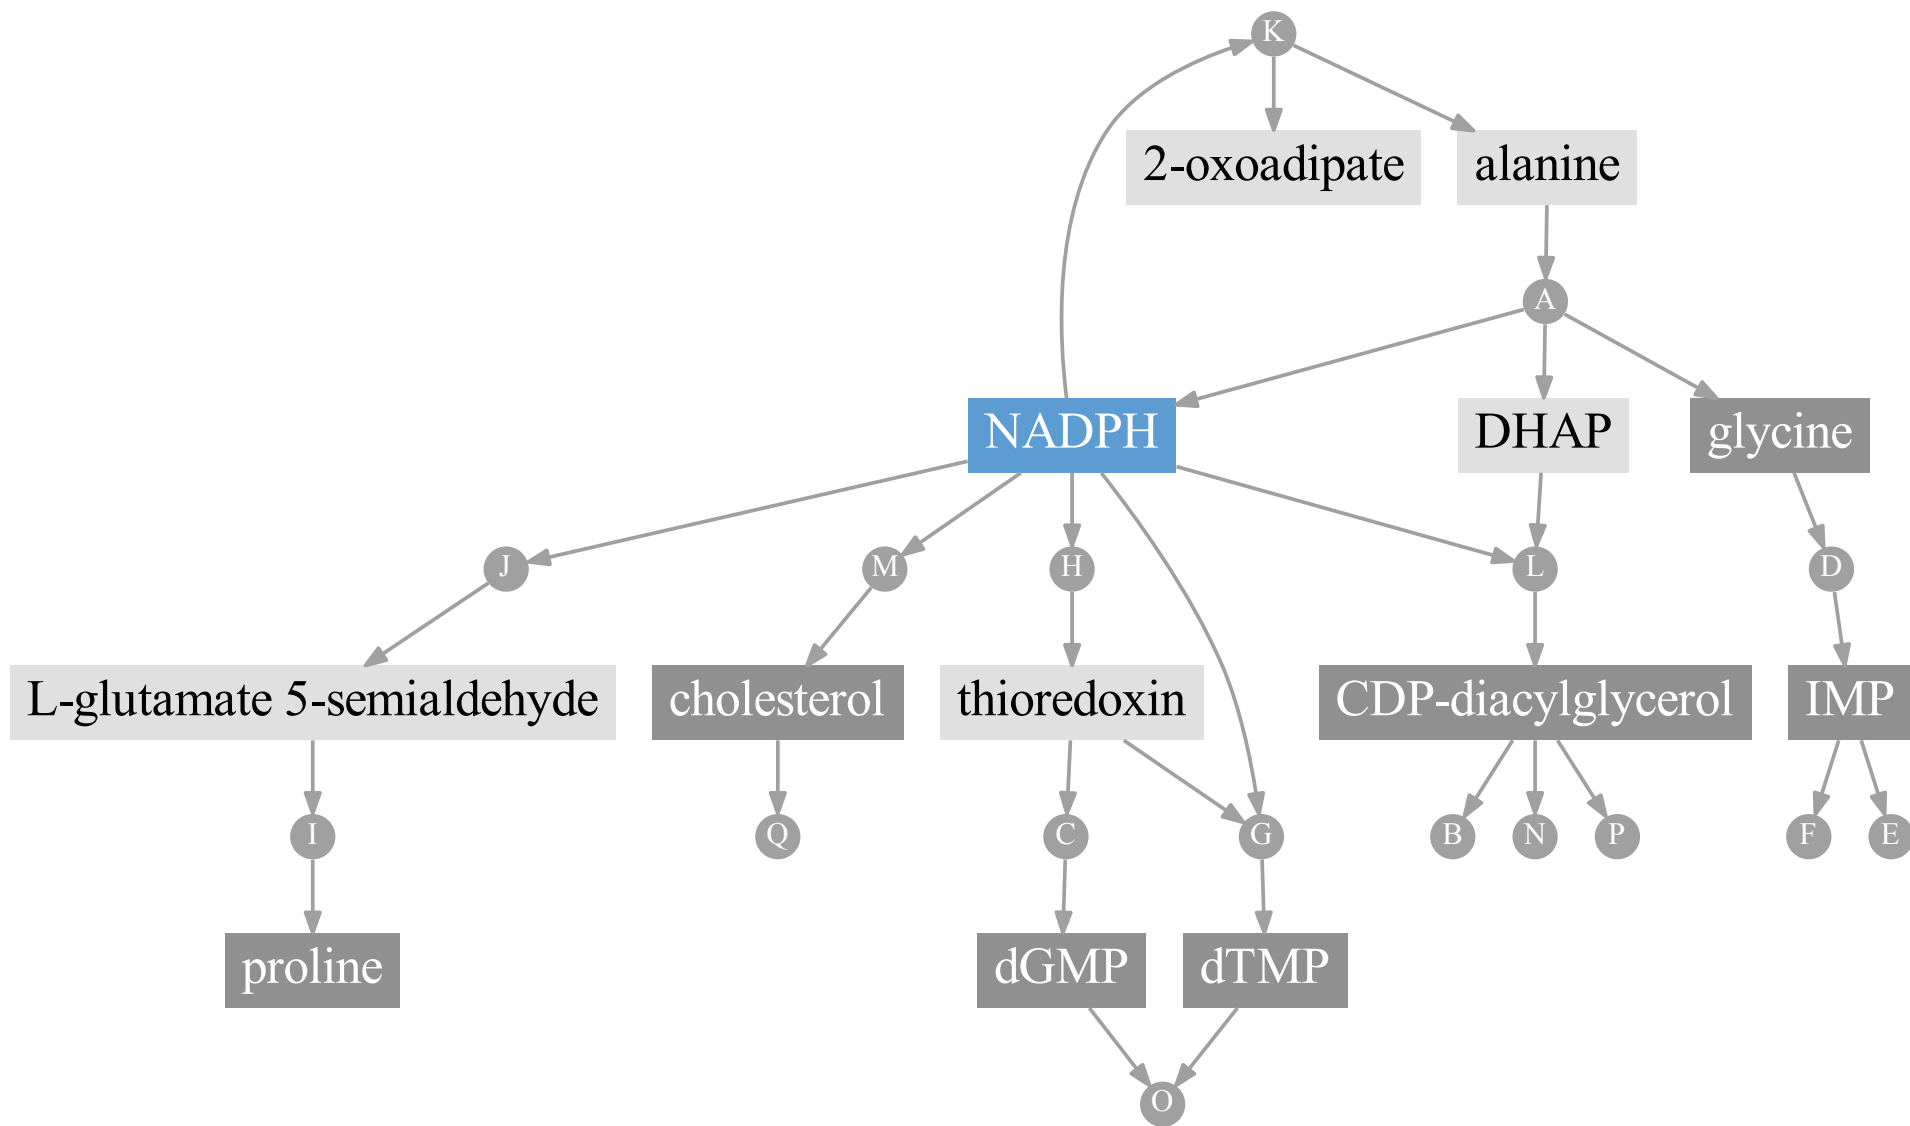 K
2-oxoadipate
alanine
A
NADPH
DHAP
glycine
J
M
H
L
D
L-glutamate 5-semialdehyde
cholesterol
thioredoxin
CDP-diacylglycerol
IMP
I
Q
C
G
B
N
P
F
E
proline
dGMP
dTMP
O